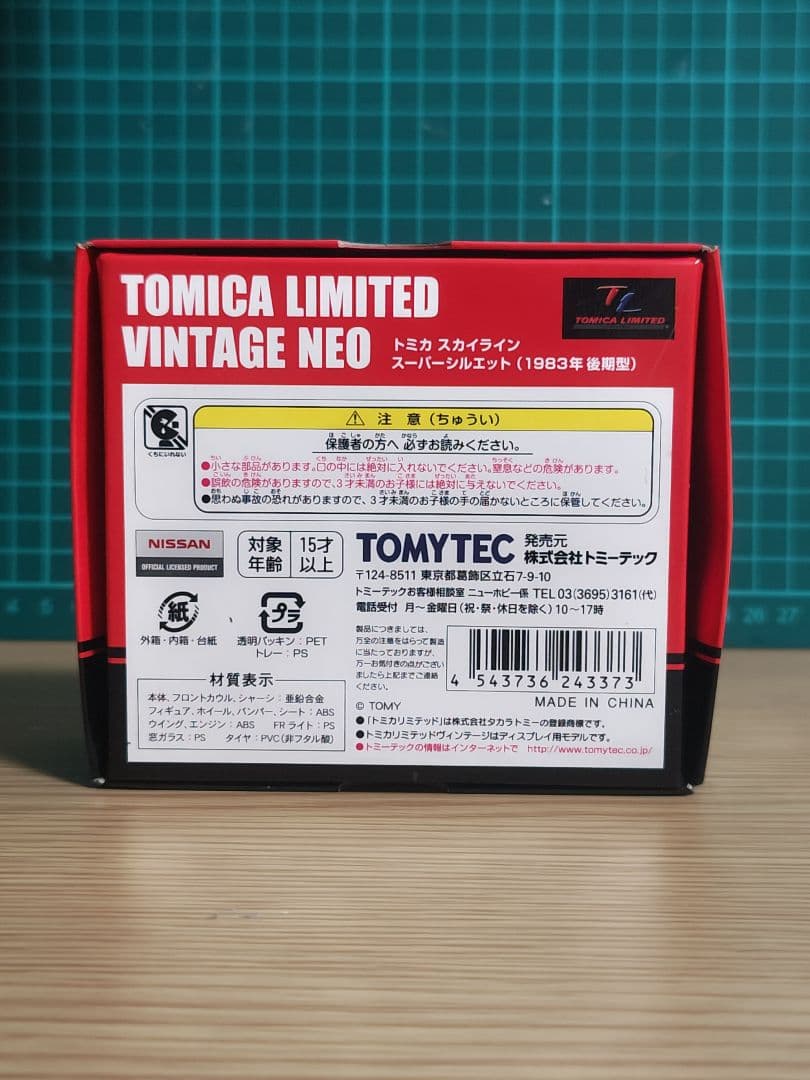 TOMICA LIMITED
VINTAGE NEO
トミカ スカイライン
スーパーシルエット(1983年 後期型)
TL
TOMICA LIMITED
くちにいれない
⚠ 注 意(ちゅうい)
保護者の方へ 必ずお読みください。
●小さな部品があります。口の中には絶対に入れないでください。窒息などの危険があります。
●誤飲の危険がありますので、3才未満のお子様には絶対に与えないでください。
●思わぬ事故の恐れがありますので、3才未満のお子様の手の届かないところに保管してください。
NISSAN
OFFICIAL LICENSED PRODUCT
対象年齢 15才以上
TOMYTEC 発売元 株式会社トミーテック
〒124-8511 東京都葛飾区立石7-9-10
トミーテックお客様相談室 ニューホビー係 TEL 03(3695)3161(代)
電話受付 月〜金曜日(祝・祭・休日を除く)10〜17時
紙
外箱・内箱・台紙
プラ
透明パッキン:PET
トレー:PS
製品につきましては、
万全の注意をはらって製造
に当たっておりますが、
万一お気付きの点がござい
ましたら上記までご連絡
ください。
4 543736 243373
材質表示
本体、フロントカウル、シャーシ:亜鉛合金
フィギュア、ホイール、バンパー、シート:ABS
ウイング、エンジン:ABS FRライト:PS
窓ガラス:PS タイヤ:PVC(非フタル酸)
© TOMY
MADE IN CHINA
●「トミカリミテッド」は株式会社タカラトミーの登録商標です。
●トミカリミテッドヴィンテージはディスプレイ用モデルです。
●トミーテックの情報はインターネットで http://www.tomytec.co.jp/